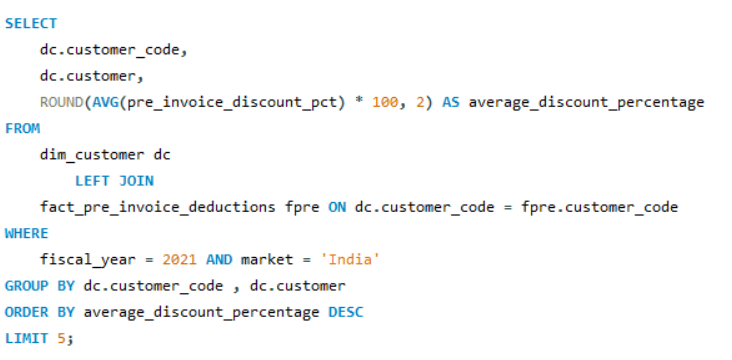 SELECT
dc.customer_code,
dc.customer,
ROUND(AVG(pre_invoice_discount_pct) * 100, 2) AS average_discount_percentage
FROM
dim_customer dc
LEFT JOIN
fact_pre_invoice_deductions fpre ON dc.customer_code = fpre.customer_code
WHERE
fiscal_year = 2021 AND market = 'India'
GROUP BY dc.customer_code , dc.customer
ORDER BY average_discount_percentage DESC
LIMIT 5;